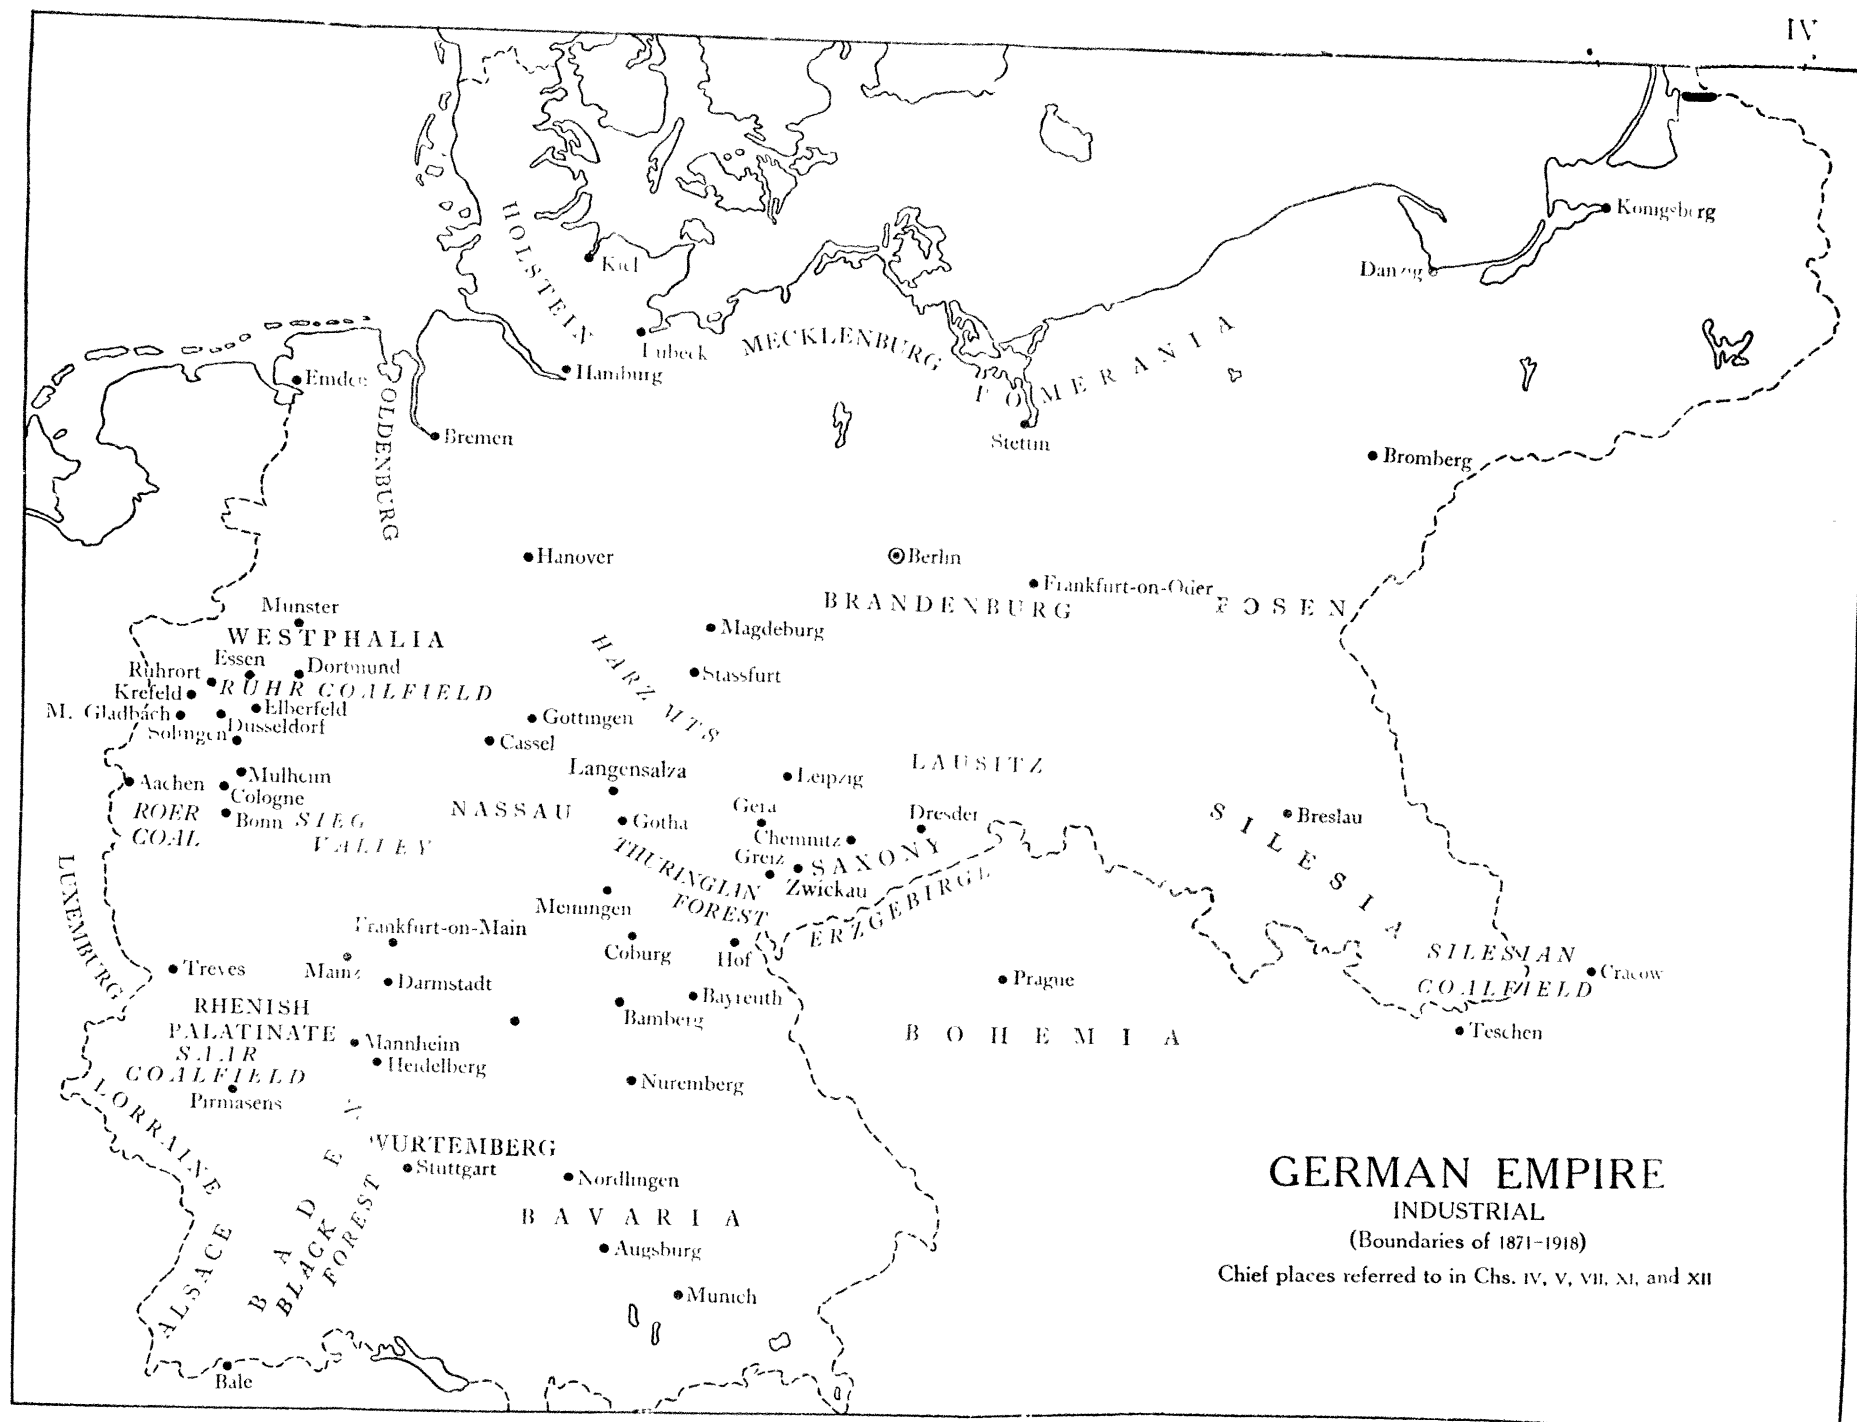 IV
Konigsberg
HOLSTEIN
Kiel
Danzig
Lubeck
MECKLENBURG
POMERANIA
Hamburg
Emden
OLDENBURG
Bremen
Stettin
Bromberg
Hanover
Berlin
Frankfurt-on-Oder
BRANDENBURG
POSEN
Munster
WESTPHALIA
Magdeburg
HARZ MTS
Essen
Dortmund
Ruhrort
Stassfurt
Krefeld
RUHR COALFIELD
M. Gladbach
Elberfeld
Dusseldorf
Solingen
Gottingen
Cassel
Langensalza
LAUSITZ
Leipzig
Aachen
Mulheim
Cologne
ROER
COAL
Bonn
SIEG
VALLEY
NASSAU
Gotha
Gera
Chemnitz
Dresden
Breslau
SILESIA
Greiz
SAXONY
Zwickau
THURINGIAN
FOREST
ERZGEBIRGE
LUXEMBURG
Meiningen
Frankfurt-on-Main
Coburg
Hof
SILESIAN
COALFIELD
Cracow
Treves
Mainz
Darmstadt
Bayreuth
Prague
Bamberg
RHENISH
PALATINATE
BOHEMIA
Teschen
Mannheim
SAAR
COALFIELD
Heidelberg
Nuremberg
Pirmasens
LORRAINE
WURTEMBERG
Stuttgart
Nordlingen
BADEN
BLACK
FOREST
ALSACE
BAVARIA
Augsburg
Munich
Bale
GERMAN EMPIRE
INDUSTRIAL
(Boundaries of 1871-1918)
Chief places referred to in Chs. IV, V, VII, XI, and XII